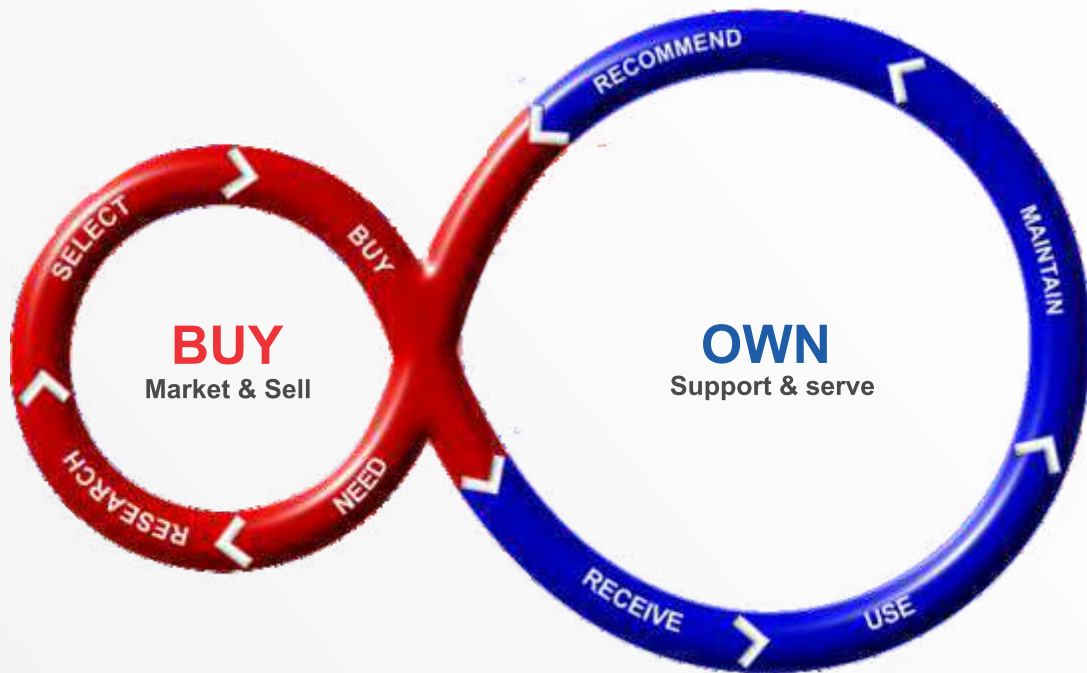 RECOMMEND
SELECT
BUY
MAINTAIN
BUY
Market & Sell
OWN
Support & serve
RESEARCH
NEED
RECEIVE
USE